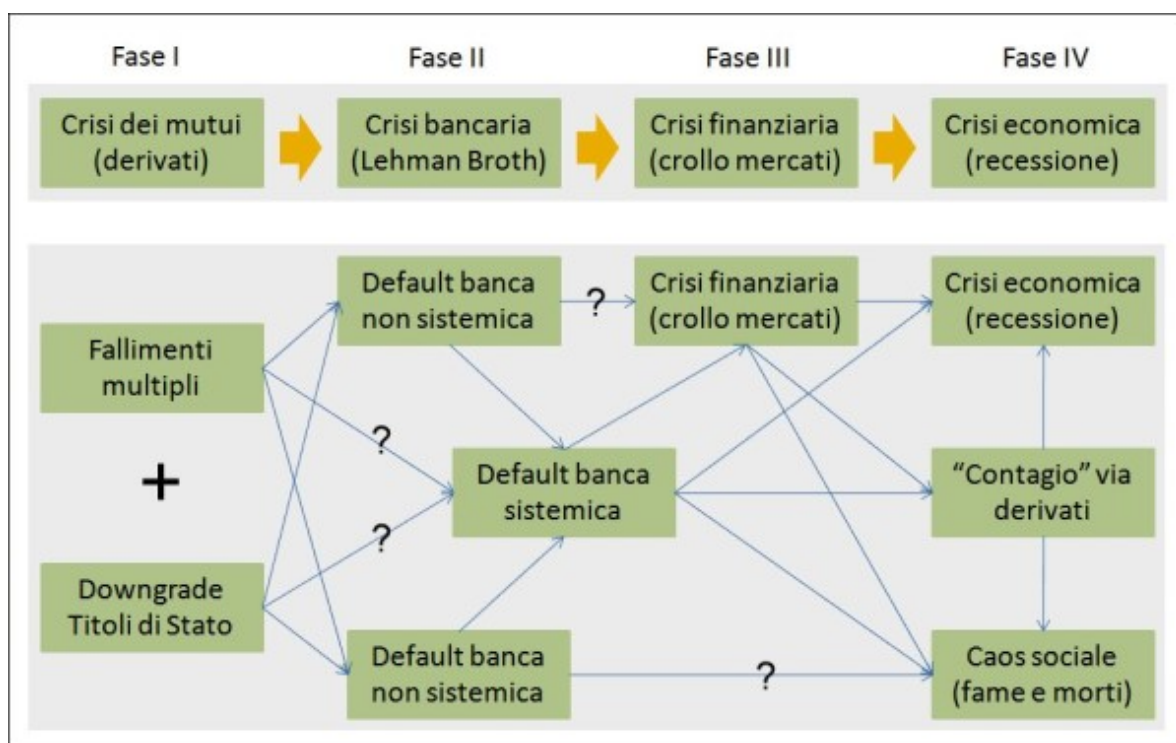 Fase I
Fase II
Fase III
Fase IV
Crisi dei mutui
(derivati)
Crisi bancaria
(Lehman Broth)
Crisi finanziaria
(crollo mercati)
Crisi economica
(recessione)
Default banca
non sistemica
?
Crisi finanziaria
(crollo mercati)
Crisi economica
(recessione)
Fallimenti
multipli
?
+
Default banca
sistemica
“Contagio” via
derivati
?
Downgrade
Titoli di Stato
Default banca
non sistemica
?
Caos sociale
(fame e morti)